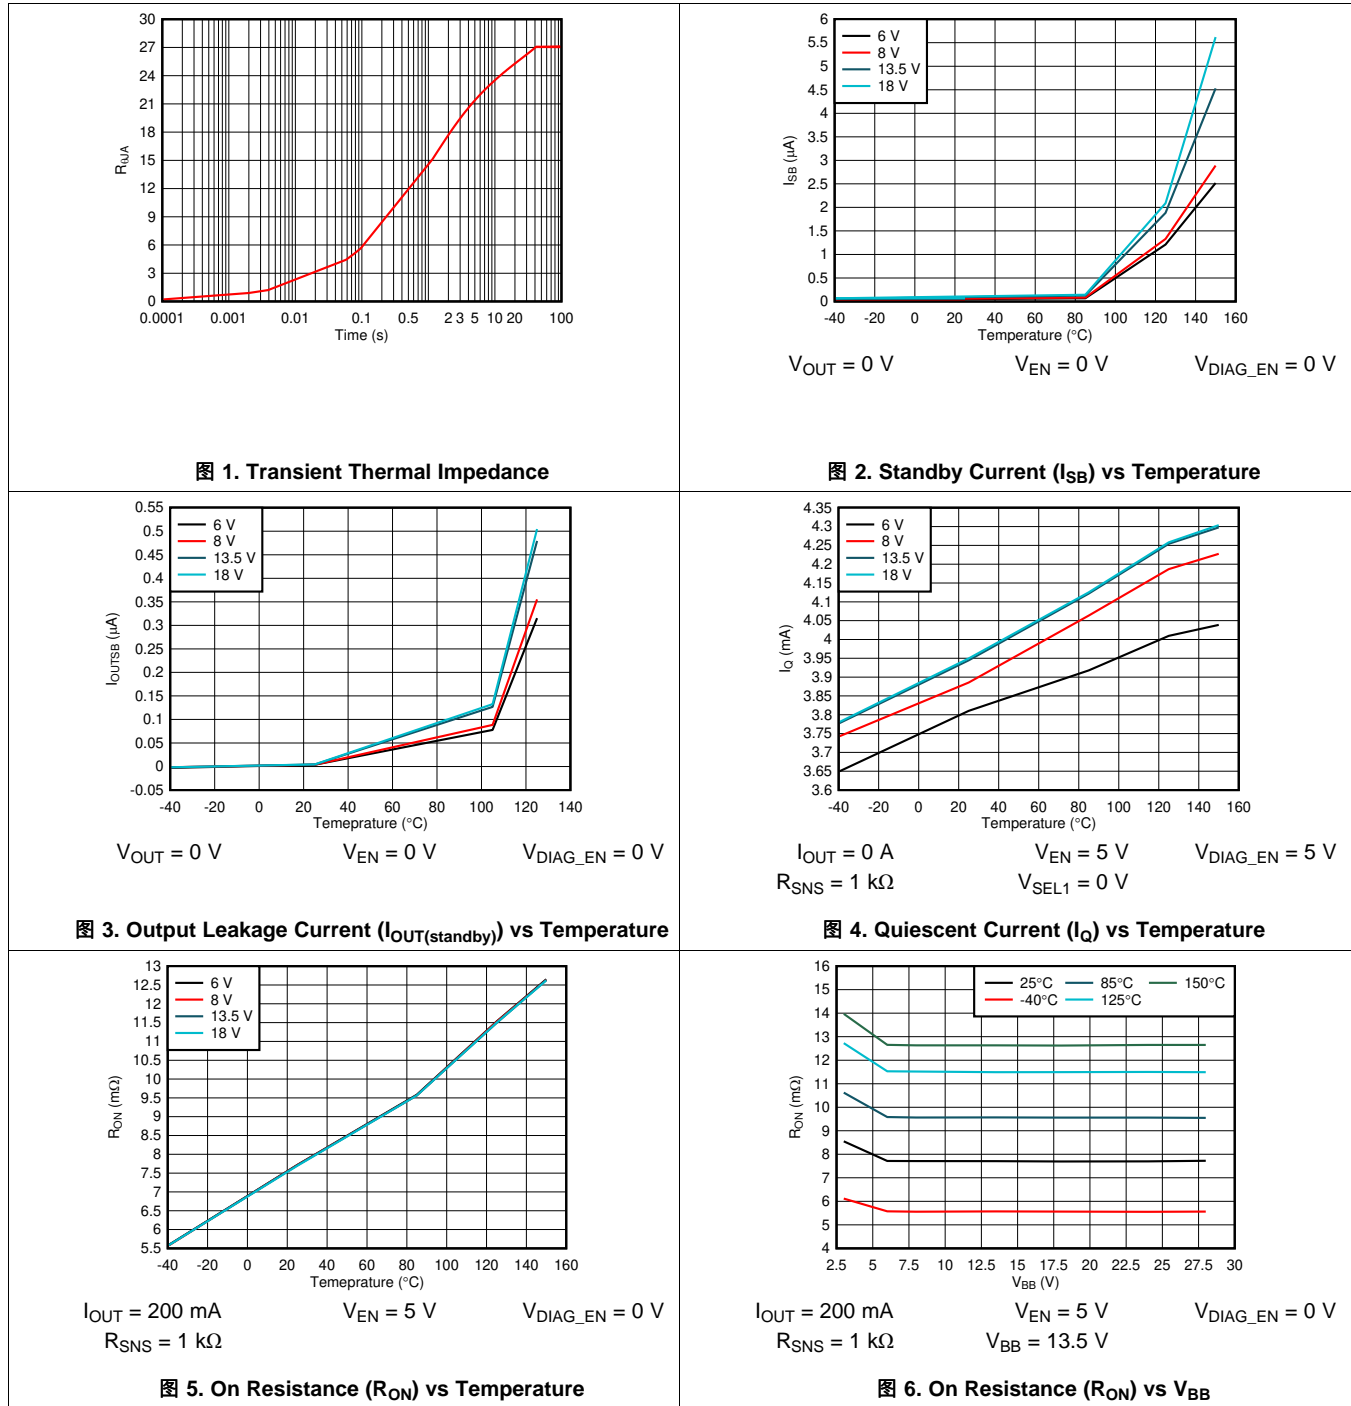 30
27
24
21
18
15
12
9
6
3
0
RθJA
0.0001 0.001 0.01 0.1 0.5 2 3 5 10 20 100
Time (s)
图 1. Transient Thermal Impedance
6
5.5
5
4.5
4
3.5
3
2.5
2
1.5
1
0.5
0
ISB (µA)
6 V
8 V
13.5 V
18 V
-40 -20 0 20 40 60 80 100 120 140 160
Temperature (°C)
VOUT = 0 V VEN = 0 V VDIAG_EN = 0 V
图 2. Standby Current (ISB) vs Temperature
0.55
0.5
0.45
0.4
0.35
0.3
0.25
0.2
0.15
0.1
0.05
0
-0.05
IOUTSB (µA)
6 V
8 V
13.5 V
18 V
-40 -20 0 20 40 60 80 100 120 140
Temeprature (°C)
VOUT = 0 V VEN = 0 V VDIAG_EN = 0 V
图 3. Output Leakage Current (IOUT(standby)) vs Temperature
4.35
4.3
4.25
4.2
4.15
4.1
4.05
4
3.95
3.9
3.85
3.8
3.75
3.7
3.65
3.6
IQ (mA)
6 V
8 V
13.5 V
18 V
-40 -20 0 20 40 60 80 100 120 140 160
Temperature (°C)
IOUT = 0 A VEN = 5 V VDIAG_EN = 5 V
RSNS = 1 kΩ VSEL1 = 0 V
图 4. Quiescent Current (IQ) vs Temperature
13
12.5
12
11.5
11
10.5
10
9.5
9
8.5
8
7.5
7
6.5
6
5.5
RON (mΩ)
6 V
8 V
13.5 V
18 V
-40 -20 0 20 40 60 80 100 120 140 160
Temeprature (°C)
IOUT = 200 mA VEN = 5 V VDIAG_EN = 0 V
RSNS = 1 kΩ
图 5. On Resistance (RON) vs Temperature
16
15
14
13
12
11
10
9
8
7
6
5
4
RON (mΩ)
25°C 85°C 150°C
-40°C 125°C
2.5 5 7.5 10 12.5 15 17.5 20 22.5 25 27.5 30
VBB (V)
IOUT = 200 mA VEN = 5 V VDIAG_EN = 0 V
RSNS = 1 kΩ VBB = 13.5 V
图 6. On Resistance (RON) vs VBB